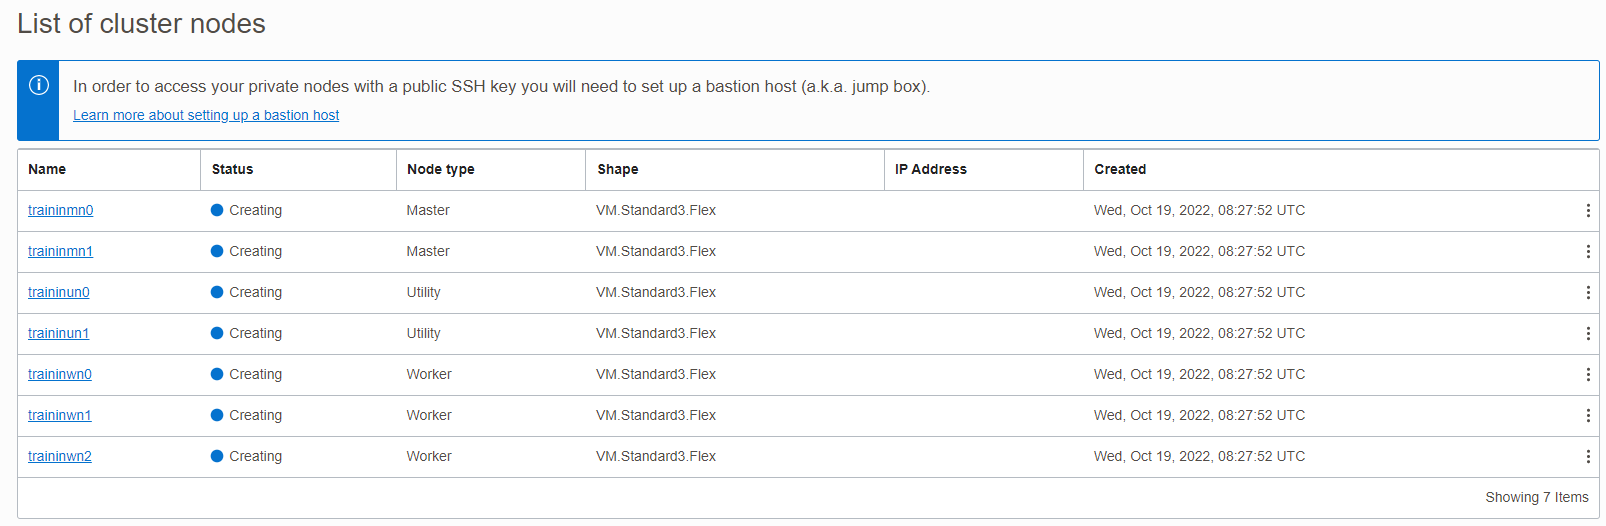 List of cluster nodes
In order to access your private nodes with a public SSH key you will need to set up a bastion host (a.k.a. jump box).
Learn more about setting up a bastion host
Name Status Node type Shape IP Address Created
traininmn0 Creating Master VM.Standard3.Flex Wed, Oct 19, 2022, 08:27:52 UTC
traininmn1 Creating Master VM.Standard3.Flex Wed, Oct 19, 2022, 08:27:52 UTC
traininun0 Creating Utility VM.Standard3.Flex Wed, Oct 19, 2022, 08:27:52 UTC
traininun1 Creating Utility VM.Standard3.Flex Wed, Oct 19, 2022, 08:27:52 UTC
traininwn0 Creating Worker VM.Standard3.Flex Wed, Oct 19, 2022, 08:27:52 UTC
traininwn1 Creating Worker VM.Standard3.Flex Wed, Oct 19, 2022, 08:27:52 UTC
traininwn2 Creating Worker VM.Standard3.Flex Wed, Oct 19, 2022, 08:27:52 UTC
Showing 7 Items